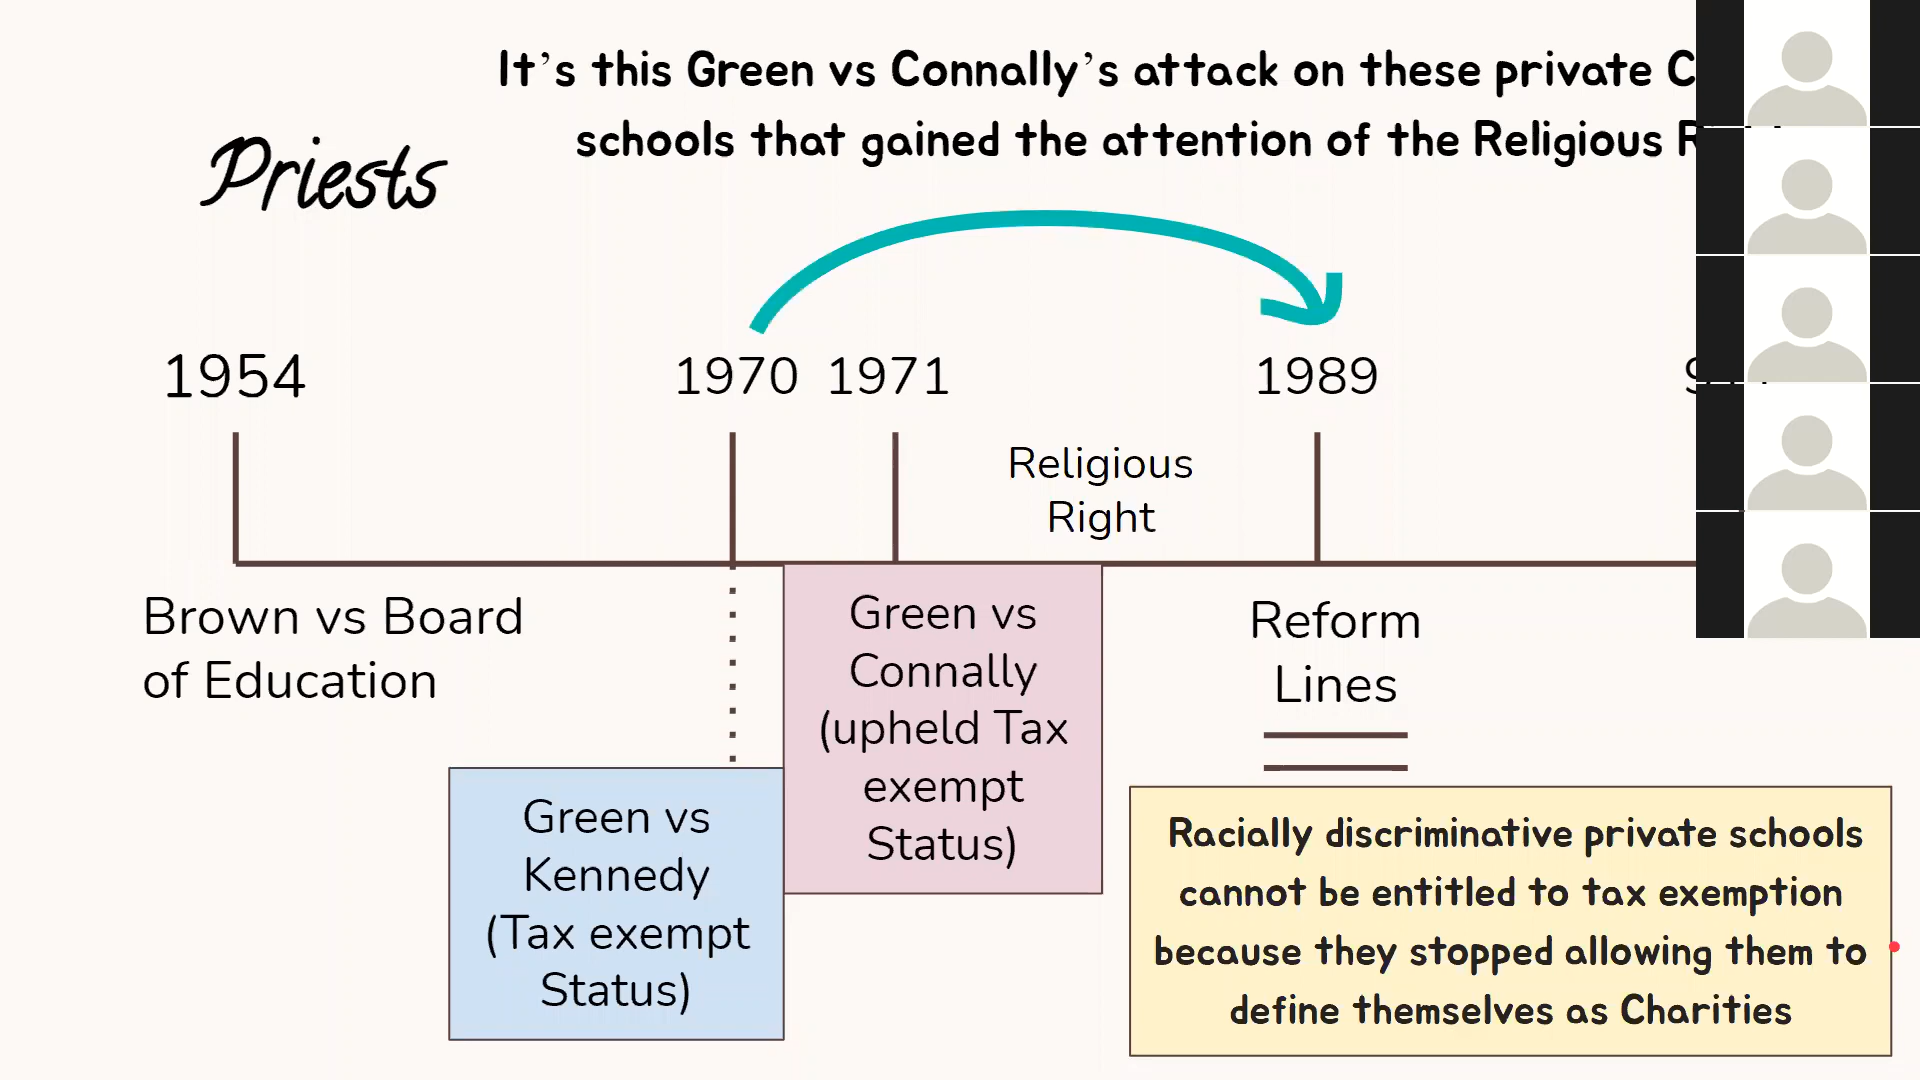 It’s this Green vs Connally’s attack on these private
schools that gained the attention of the Religious
Priests
1954
1970
1971
1989
Religious
Right
Brown vs Board
of Education
Green vs
Connally
(upheld Tax
exempt
Status)
Reform
Lines
Green vs
Kennedy
(Tax exempt
Status)
Racially discriminative private schools
cannot be entitled to tax exemption
because they stopped allowing them to
define themselves as Charities